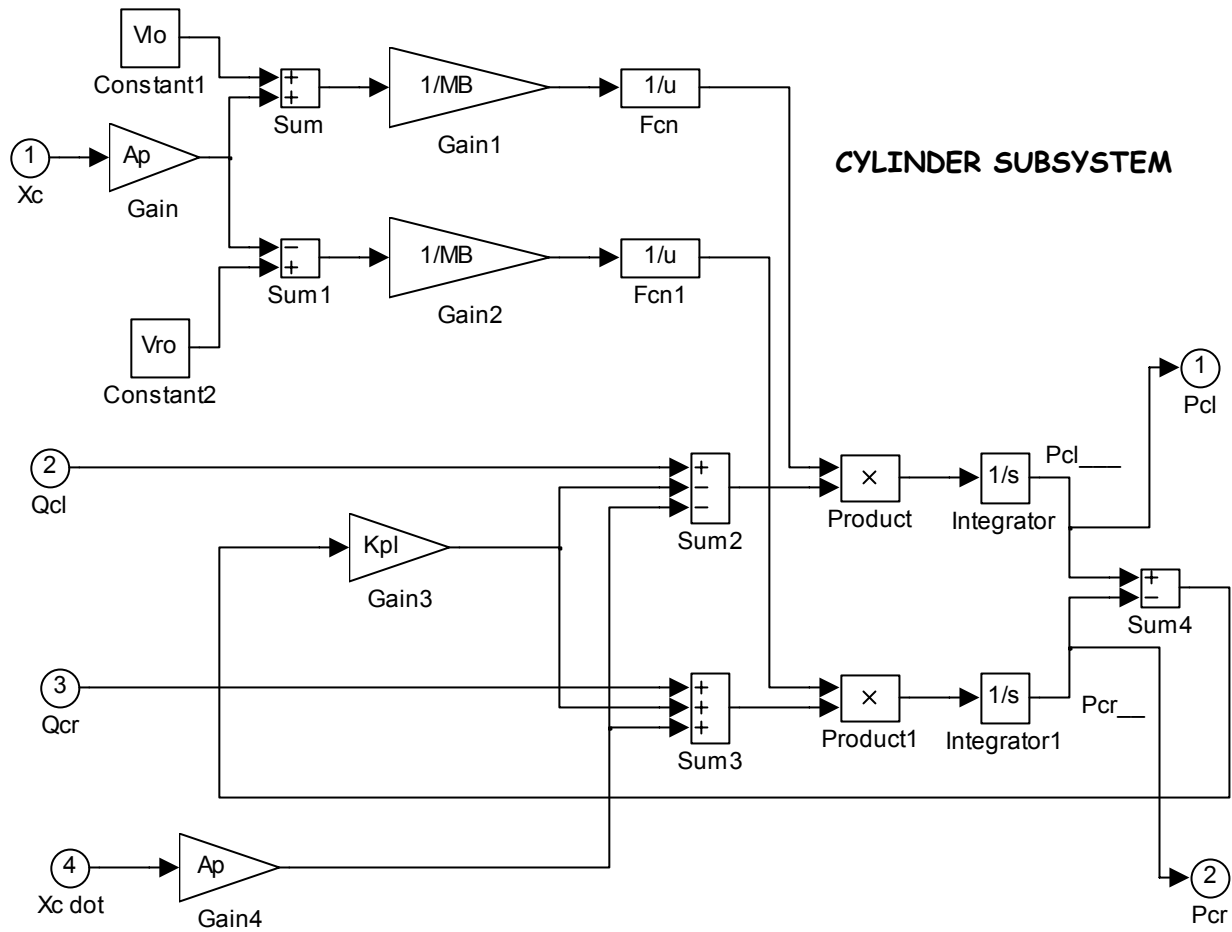 Vlo
Constant1
+
+
Sum
1/MB
Gain1
1/u
Fcn
CYLINDER SUBSYSTEM
1
Xc
Ap
Gain
−
+
Sum1
1/MB
Gain2
1/u
Fcn1
Vro
Constant2
1
Pcl
2
Qcl
+
−
−
Sum2
×
Product
1/s
Integrator
Pcl___
Kpl
Gain3
+
−
Sum4
3
Qcr
+
+
+
Sum3
×
Product1
1/s
Integrator1
Pcr__
4
Xc dot
Ap
Gain4
2
Pcr